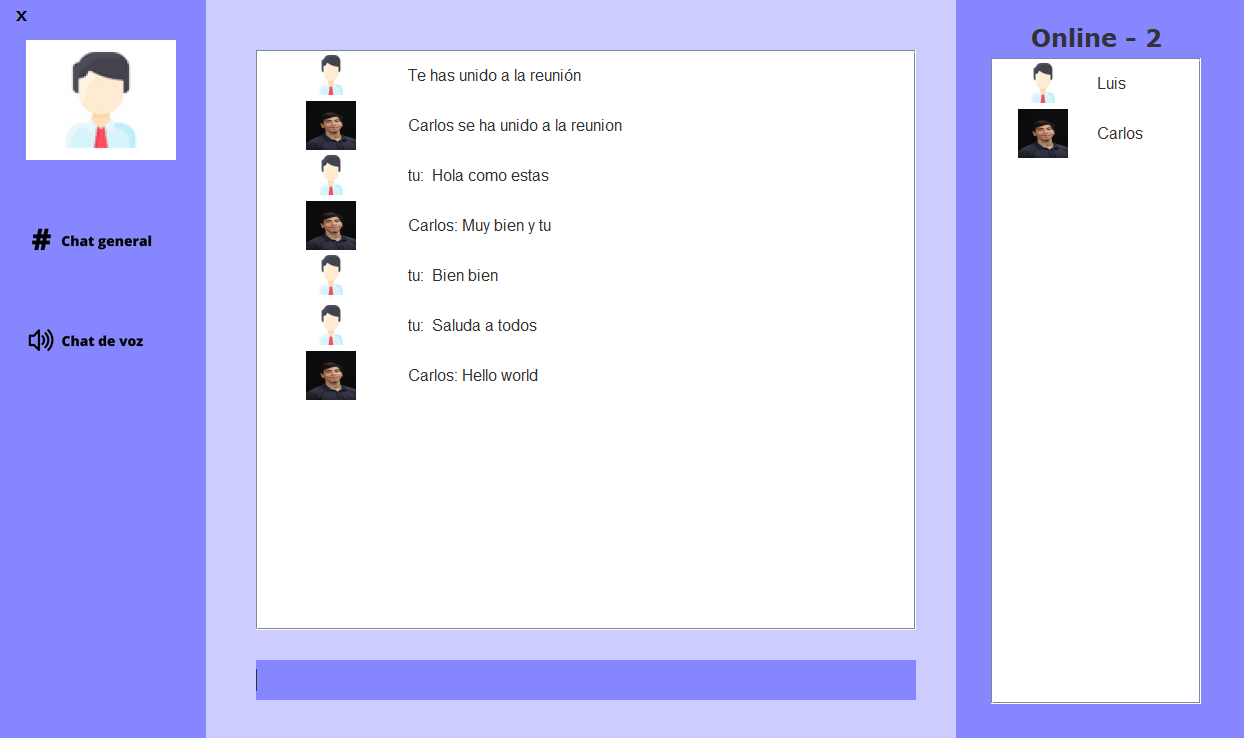 x
Chat general
Chat de voz
Te has unido a la reunión
Carlos se ha unido a la reunion
tu:  Hola como estas
Carlos: Muy bien y tu
tu:  Bien bien
tu:  Saluda a todos
Carlos: Hello world
Online - 2
Luis
Carlos